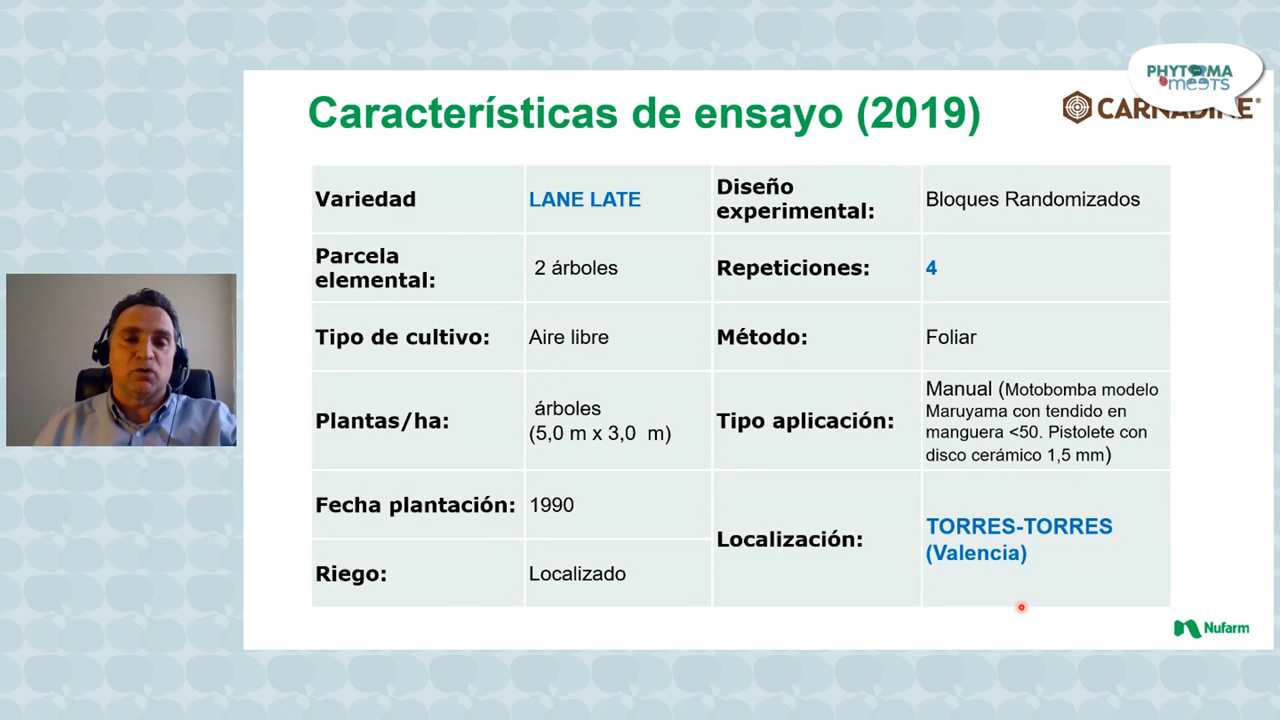 PHYTOMA
meets
Características de ensayo (2019)
CARNADINE®
Variedad
LANE LATE
Diseño
experimental:
Bloques Randomizados
Parcela
elemental:
2 árboles
Repeticiones:
4
Tipo de cultivo:
Aire libre
Método:
Foliar
Plantas/ha:
árboles
(5,0 m x 3,0 m)
Tipo aplicación:
Manual (Motobomba modelo
Maruyama con tendido en
manguera <50. Pistolete con
disco cerámico 1,5 mm)
Fecha plantación:
1990
Localización:
TORRES-TORRES
(Valencia)
Riego:
Localizado
Nufarm